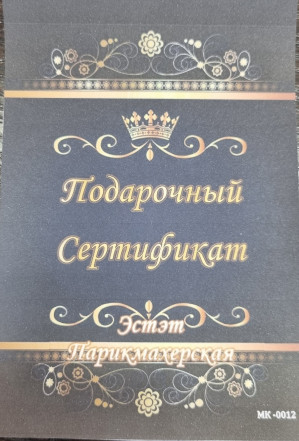 Подарочный
Сертификат
Эстэт
Парикмахерская
МК-0012